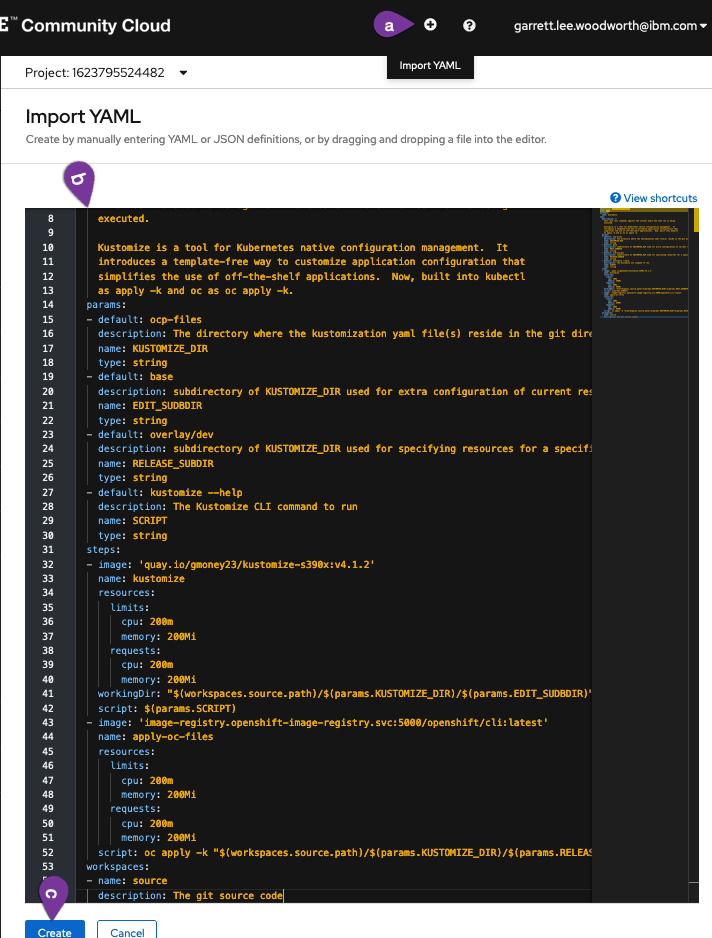 E™ Community Cloud
a
garrett.lee.woodworth@ibm.com
Import YAML
Project: 1623795524482
Import YAML
Create by manually entering YAML or JSON definitions, or by dragging and dropping a file into the editor.
b
View shortcuts
8 executed.
9
10 Kustomize is a tool for Kubernetes native configuration management. It
11 introduces a template-free way to customize application configuration that
12 simplifies the use of off-the-shelf applications. Now, built into kubectl
13 as apply -k and oc as oc apply -k.
14 params:
15 - default: ocp-files
16 description: The directory where the kustomization yaml file(s) reside in the git dire
17 name: KUSTOMIZE_DIR
18 type: string
19 - default: base
20 description: subdirectory of KUSTOMIZE_DIR used for extra configuration of current res
21 name: EDIT_SUDBDIR
22 type: string
23 - default: overlay/dev
24 description: subdirectory of KUSTOMIZE_DIR used for specifying resources for a specifi
25 name: RELEASE_SUBDIR
26 type: string
27 - default: kustomize --help
28 description: The Kustomize CLI command to run
29 name: SCRIPT
30 type: string
31 steps:
32 - image: 'quay.io/gmoney23/kustomize-s390x:v4.1.2'
33 name: kustomize
34 resources:
35 limits:
36 cpu: 200m
37 memory: 200Mi
38 requests:
39 cpu: 200m
40 memory: 200Mi
41 workingDir: "$(workspaces.source.path)/$(params.KUSTOMIZE_DIR)/$(params.EDIT_SUDBDIR)"
42 script: $(params.SCRIPT)
43 - image: 'image-registry.openshift-image-registry.svc:5000/openshift/cli:latest'
44 name: apply-oc-files
45 resources:
46 limits:
47 cpu: 200m
48 memory: 200Mi
49 requests:
50 cpu: 200m
51 memory: 200Mi
52 script: oc apply -k "$(workspaces.source.path)/$(params.KUSTOMIZE_DIR)/$(params.RELEAS
53 workspaces:
- name: source
description: The git source code
c
Create
Cancel